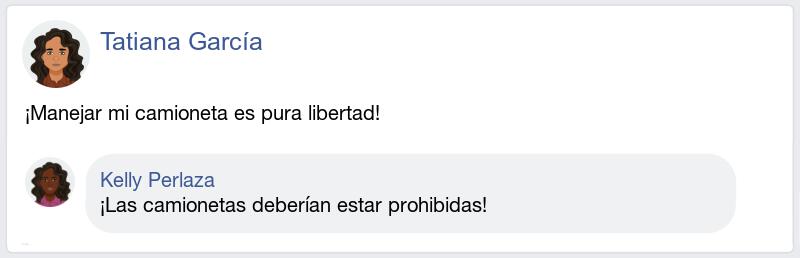 Tatiana García
¡Manejar mi camioneta es pura libertad!
Kelly Perlaza
¡Las camionetas deberían estar prohibidas!